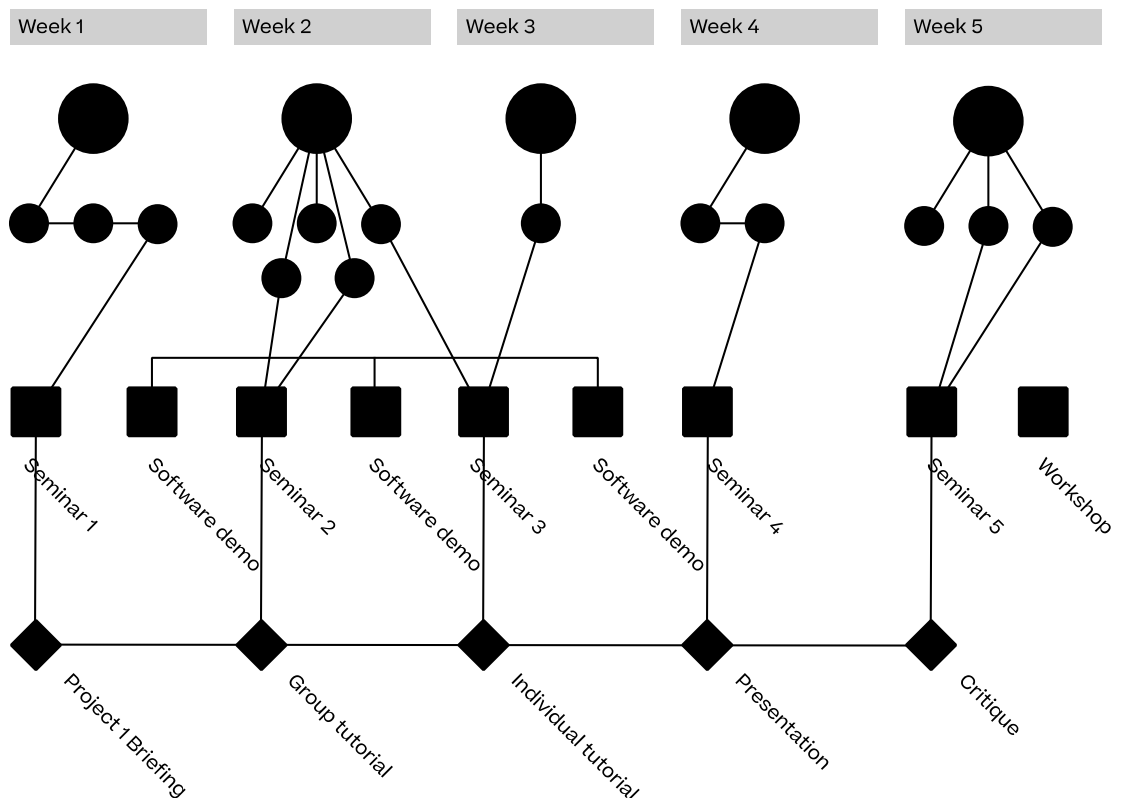 Week 1
Week 2
Week 3
Week 4
Week 5
Seminar 1
Software demo
Seminar 2
Software demo
Seminar 3
Software demo
Seminar 4
Seminar 5
Workshop
Project 1 Briefing
Group tutorial
Individual tutorial
Presentation
Critique